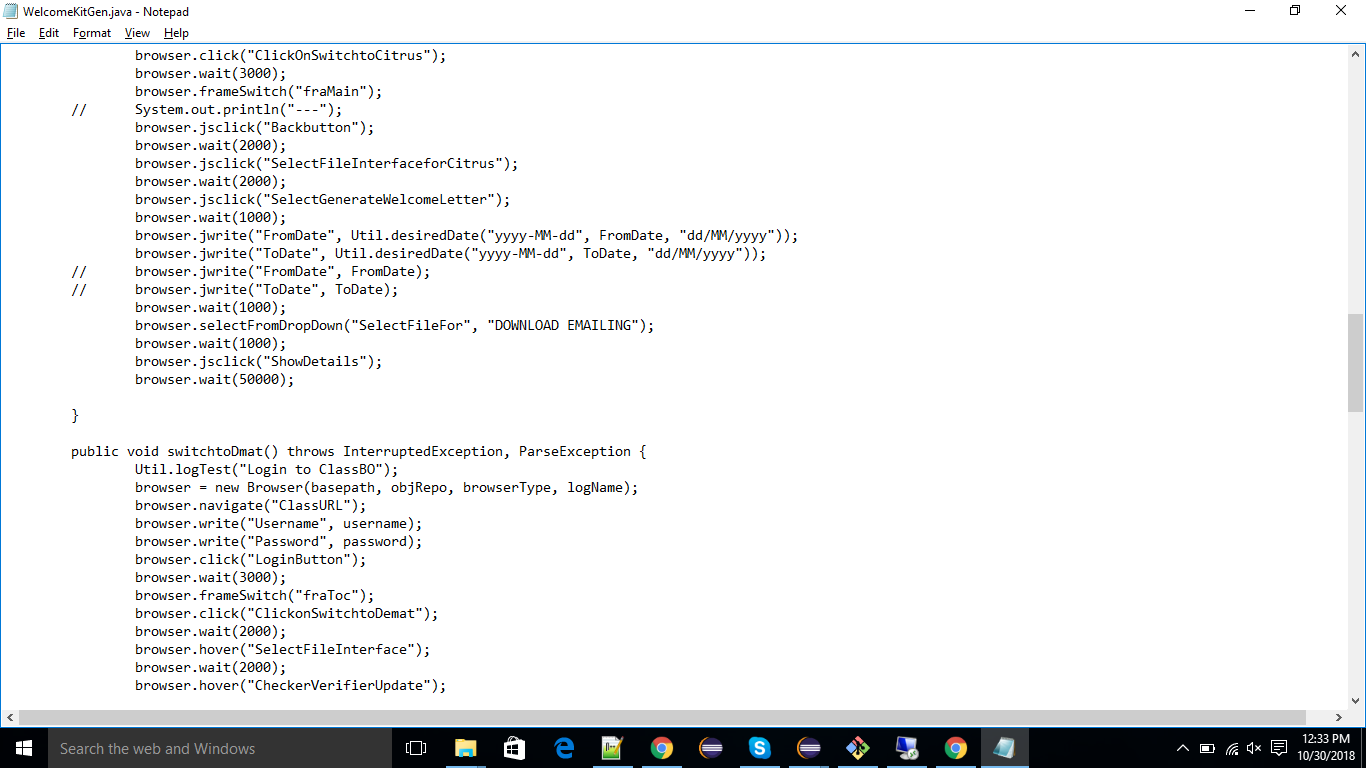 WelcomeKitGen.java - Notepad
File Edit Format View Help
browser.click("ClickOnSwitchtoCitrus");
browser.wait(3000);
browser.frameSwitch("fraMain");
// System.out.println("---");
browser.jsclick("Backbutton");
browser.wait(2000);
browser.jsclick("SelectFileInterfaceforCitrus");
browser.wait(2000);
browser.jsclick("SelectGenerateWelcomeLetter");
browser.wait(1000);
browser.jwrite("FromDate", Util.desiredDate("yyyy-MM-dd", FromDate, "dd/MM/yyyy"));
browser.jwrite("ToDate", Util.desiredDate("yyyy-MM-dd", ToDate, "dd/MM/yyyy"));
// browser.jwrite("FromDate", FromDate);
// browser.jwrite("ToDate", ToDate);
browser.wait(1000);
browser.selectFromDropDown("SelectFileFor", "DOWNLOAD EMAILING");
browser.wait(1000);
browser.jsclick("ShowDetails");
browser.wait(50000);
}
public void switchtoDmat() throws InterruptedException, ParseException {
Util.logTest("Login to ClassBO");
browser = new Browser(basepath, objRepo, browserType, logName);
browser.navigate("ClassURL");
browser.write("Username", username);
browser.write("Password", password);
browser.click("LoginButton");
browser.wait(3000);
browser.frameSwitch("fraToc");
browser.click("ClickonSwitchtoDemat");
browser.wait(2000);
browser.hover("SelectFileInterface");
browser.wait(2000);
browser.hover("CheckerVerifierUpdate");
Search the web and Windows
12:33 PM
10/30/2018